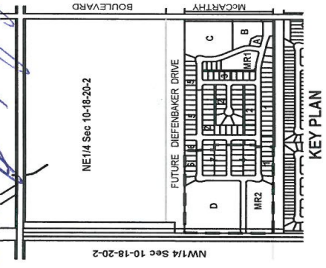 BOULEVARD
McCARTHY
NE1/4 Sec 10-18-20-2
FUTURE DIEFENBAKER DRIVE
C
B
A
MR1
D
MR2
NW1/4 Sec 10-18-20-2
KEY PLAN